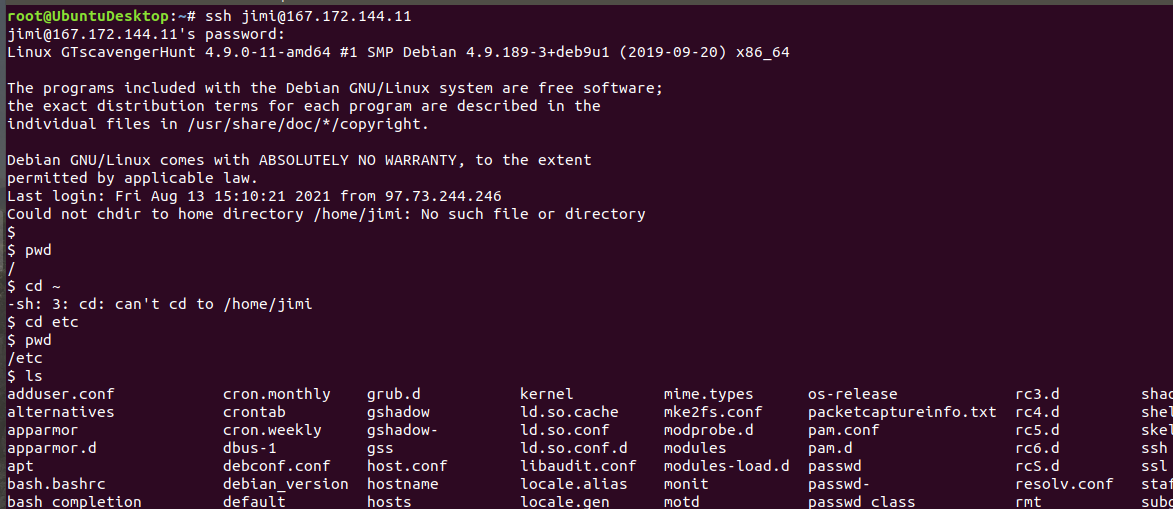 root@UbuntuDesktop:~# ssh jimi@167.172.144.11
jimi@167.172.144.11's password:
Linux GTscavengerHunt 4.9.0-11-amd64 #1 SMP Debian 4.9.189-3+deb9u1 (2019-09-20) x86_64
The programs included with the Debian GNU/Linux system are free software;
the exact distribution terms for each program are described in the
individual files in /usr/share/doc/*/copyright.
Debian GNU/Linux comes with ABSOLUTELY NO WARRANTY, to the extent
permitted by applicable law.
Last login: Fri Aug 13 15:10:21 2021 from 97.73.244.246
Could not chdir to home directory /home/jimi: No such file or directory
$
$ pwd
/
$ cd ~
-sh: 3: cd: can't cd to /home/jimi
$ cd etc
$ pwd
/etc
$ ls
adduser.conf cron.monthly grub.d kernel mime.types os-release rc3.d shad
alternatives crontab gshadow ld.so.cache mke2fs.conf packetcaptureinfo.txt rc4.d shel
apparmor cron.weekly gshadow- ld.so.conf modprobe.d pam.conf rc5.d skel
apparmor.d dbus-1 gss ld.so.conf.d modules pam.d rc6.d ssh
apt debconf.conf host.conf libaudit.conf modules-load.d passwd rcS.d ssl
bash.bashrc debian_version hostname locale.alias monit passwd- resolv.conf staf
bash_completion default hosts locale.gen motd passwd_class rmt subg